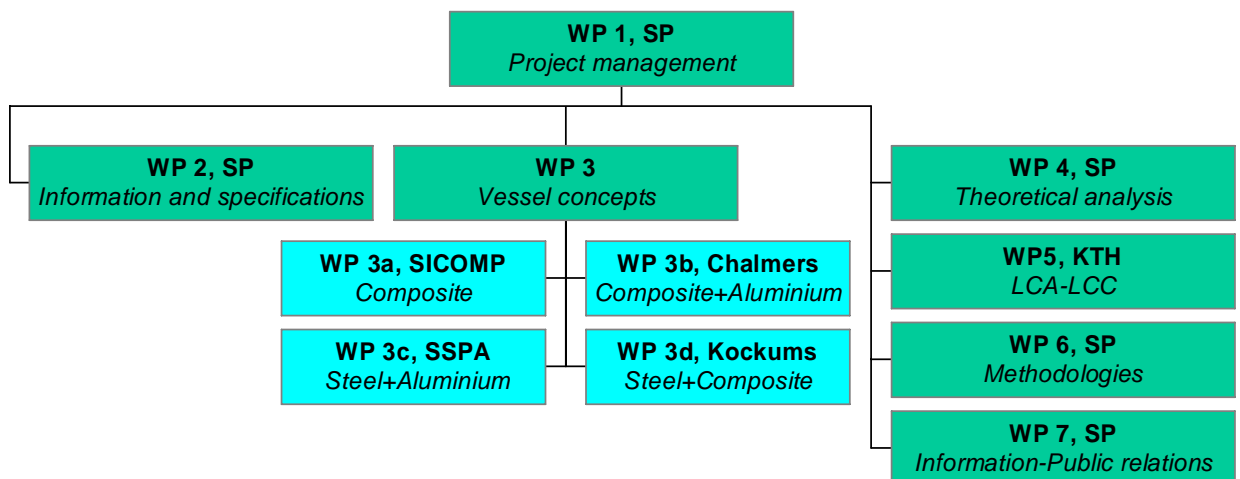 WP 1, SP
Project management
WP 2, SP
Information and specifications
WP 3
Vessel concepts
WP 3a, SICOMP
Composite
WP 3b, Chalmers
Composite+Aluminium
WP 3c, SSPA
Steel+Aluminium
WP 3d, Kockums
Steel+Composite
WP 4, SP
Theoretical analysis
WP5, KTH
LCA-LCC
WP 6, SP
Methodologies
WP 7, SP
Information-Public relations